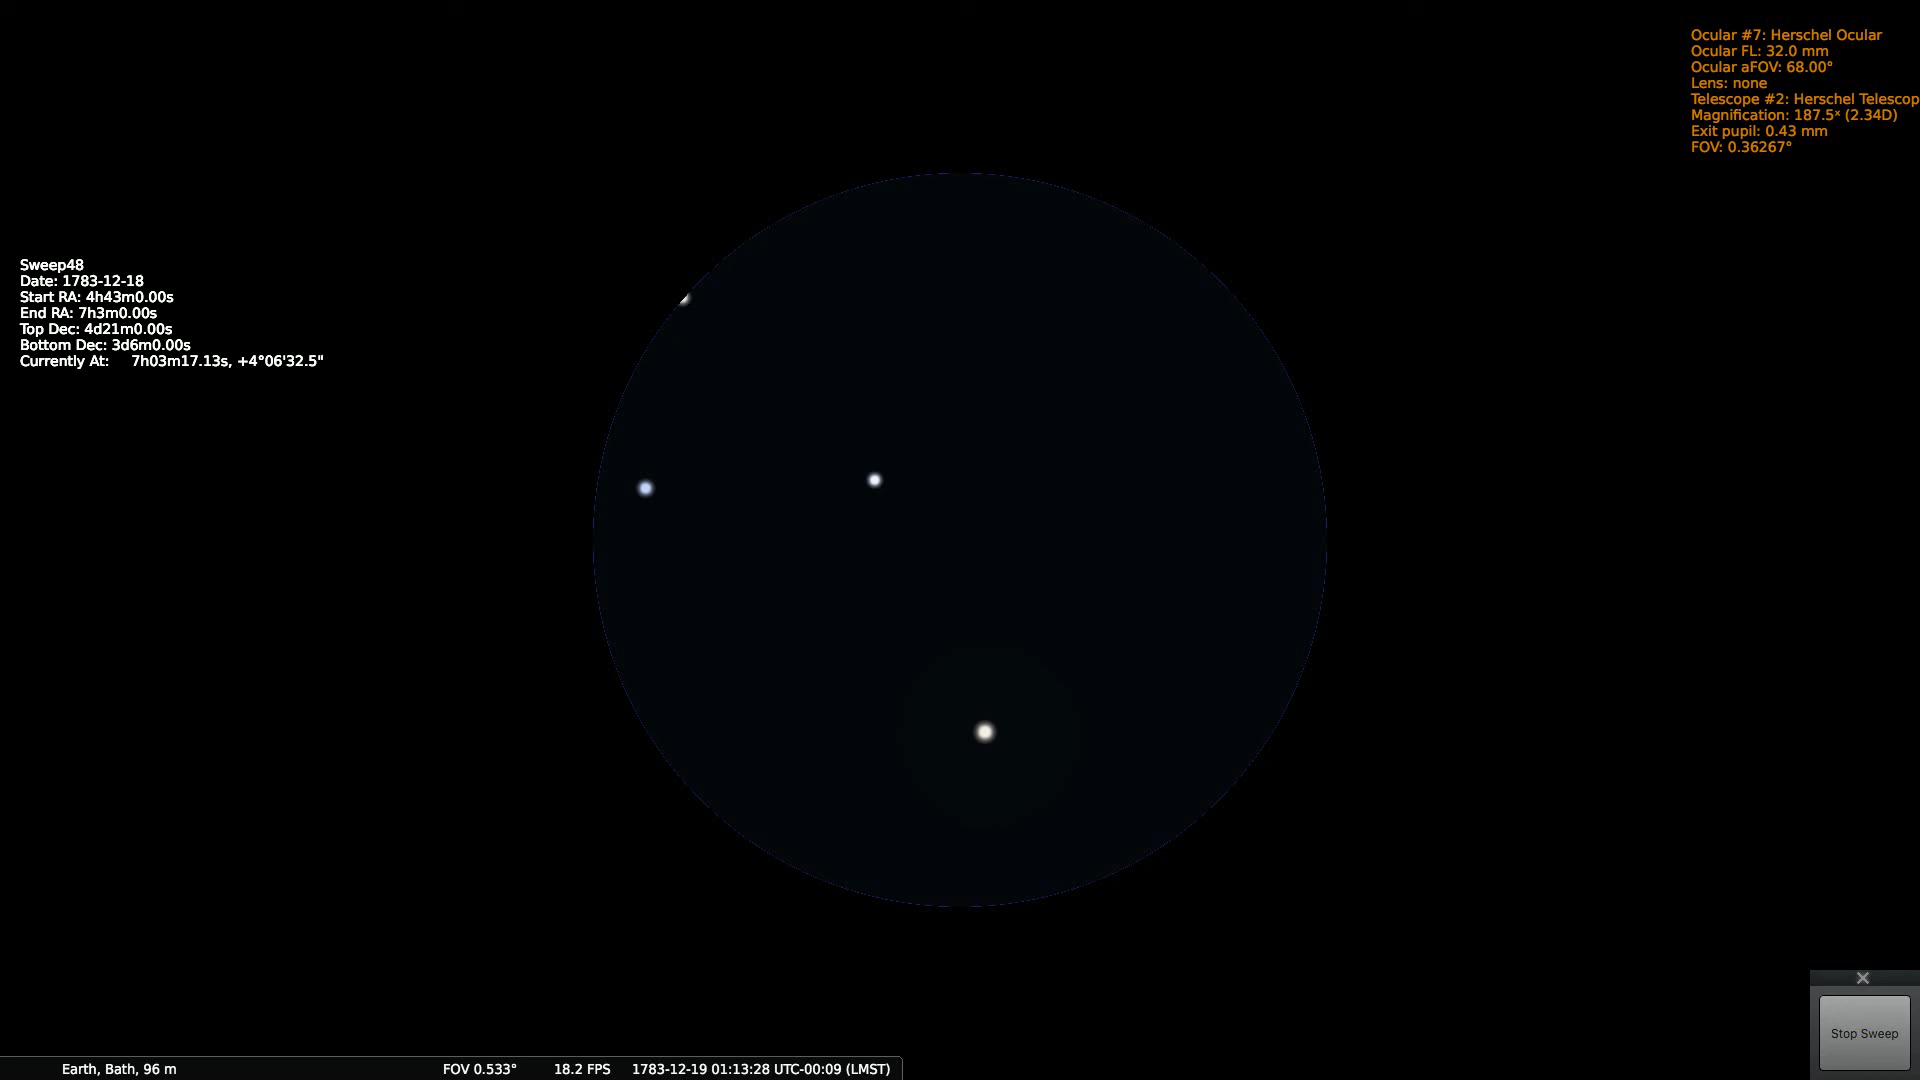 Ocular #7: Herschel Ocular
Ocular FL: 32.0 mm
Ocular aFOV: 68.00°
Lens: none
Telescope #2: Herschel Telescop
Magnification: 187.5ˣ (2.34D)
Exit pupil: 0.43 mm
FOV: 0.36267°
Sweep48
Date: 1783-12-18
Start RA: 4h43m0.00s
End RA: 7h3m0.00s
Top Dec: 4d21m0.00s
Bottom Dec: 3d6m0.00s
Currently At: 7h03m17.13s, +4°06'32.5"
Stop Sweep
Earth, Bath, 96 m FOV 0.533° 18.2 FPS 1783-12-19 01:13:28 UTC-00:09 (LMST)